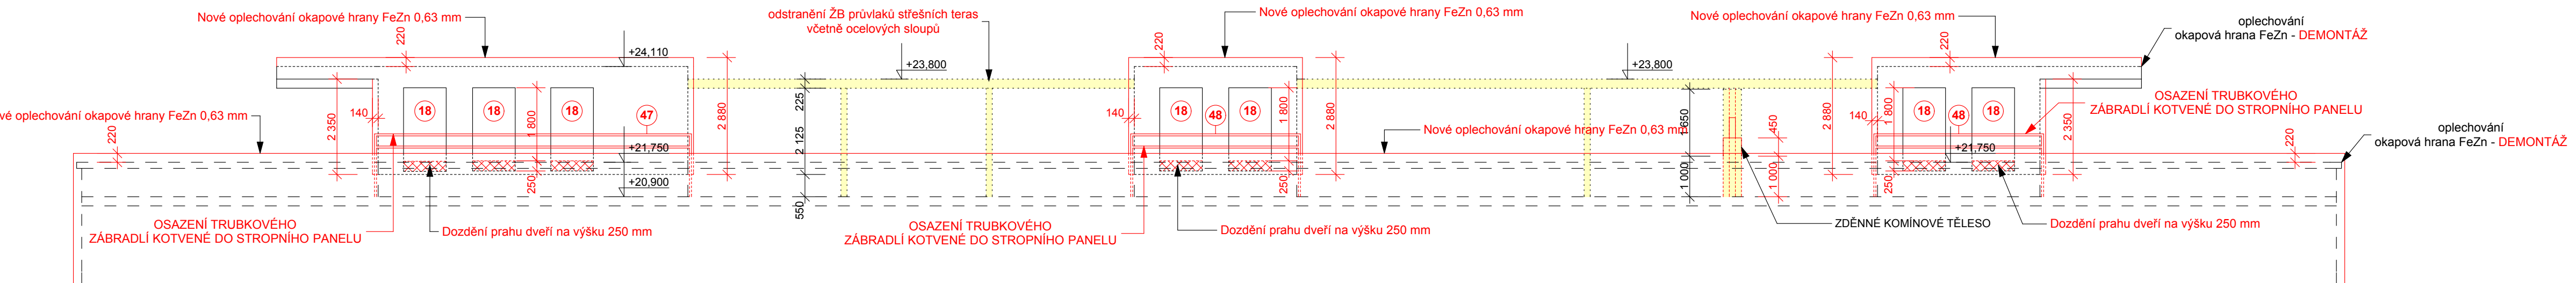 Nové oplechování okapové hrany FeZn 0,63 mm
odstranění ŽB průvlaků střešních teras
včetně ocelových sloupů
Nové oplechování okapové hrany FeZn 0,63 mm
Nové oplechování okapové hrany FeZn 0,63 mm
oplechování
okapová hrana FeZn - DEMONTÁŽ
220
+24,110
+23,800
220
+23,800
220
vé oplechování okapové hrany FeZn 0,63 mm
220
2 350
140
18
18
1 800
18
47
2 880
225
2 125
140
18
48
18
1 800
2 880
Nové oplechování okapové hrany FeZn 0,63 mm
1 650
450
2 880
140
1 800
18
48
18
2 350
OSAZENÍ TRUBKOVÉHO
ZÁBRADLÍ KOTVENÉ DO STROPNÍHO PANELU
220
oplechování
okapová hrana FeZn - DEMONTÁŽ
+21,750
+21,750
250
+20,900
550
250
1 000
1 000
250
OSAZENÍ TRUBKOVÉHO
ZÁBRADLÍ KOTVENÉ DO STROPNÍHO PANELU
Dozdění prahu dveří na výšku 250 mm
OSAZENÍ TRUBKOVÉHO
ZÁBRADLÍ KOTVENÉ DO STROPNÍHO PANELU
Dozdění prahu dveří na výšku 250 mm
ZDĚNNÉ KOMÍNOVÉ TĚLESO
Dozdění prahu dveří na výšku 250 mm